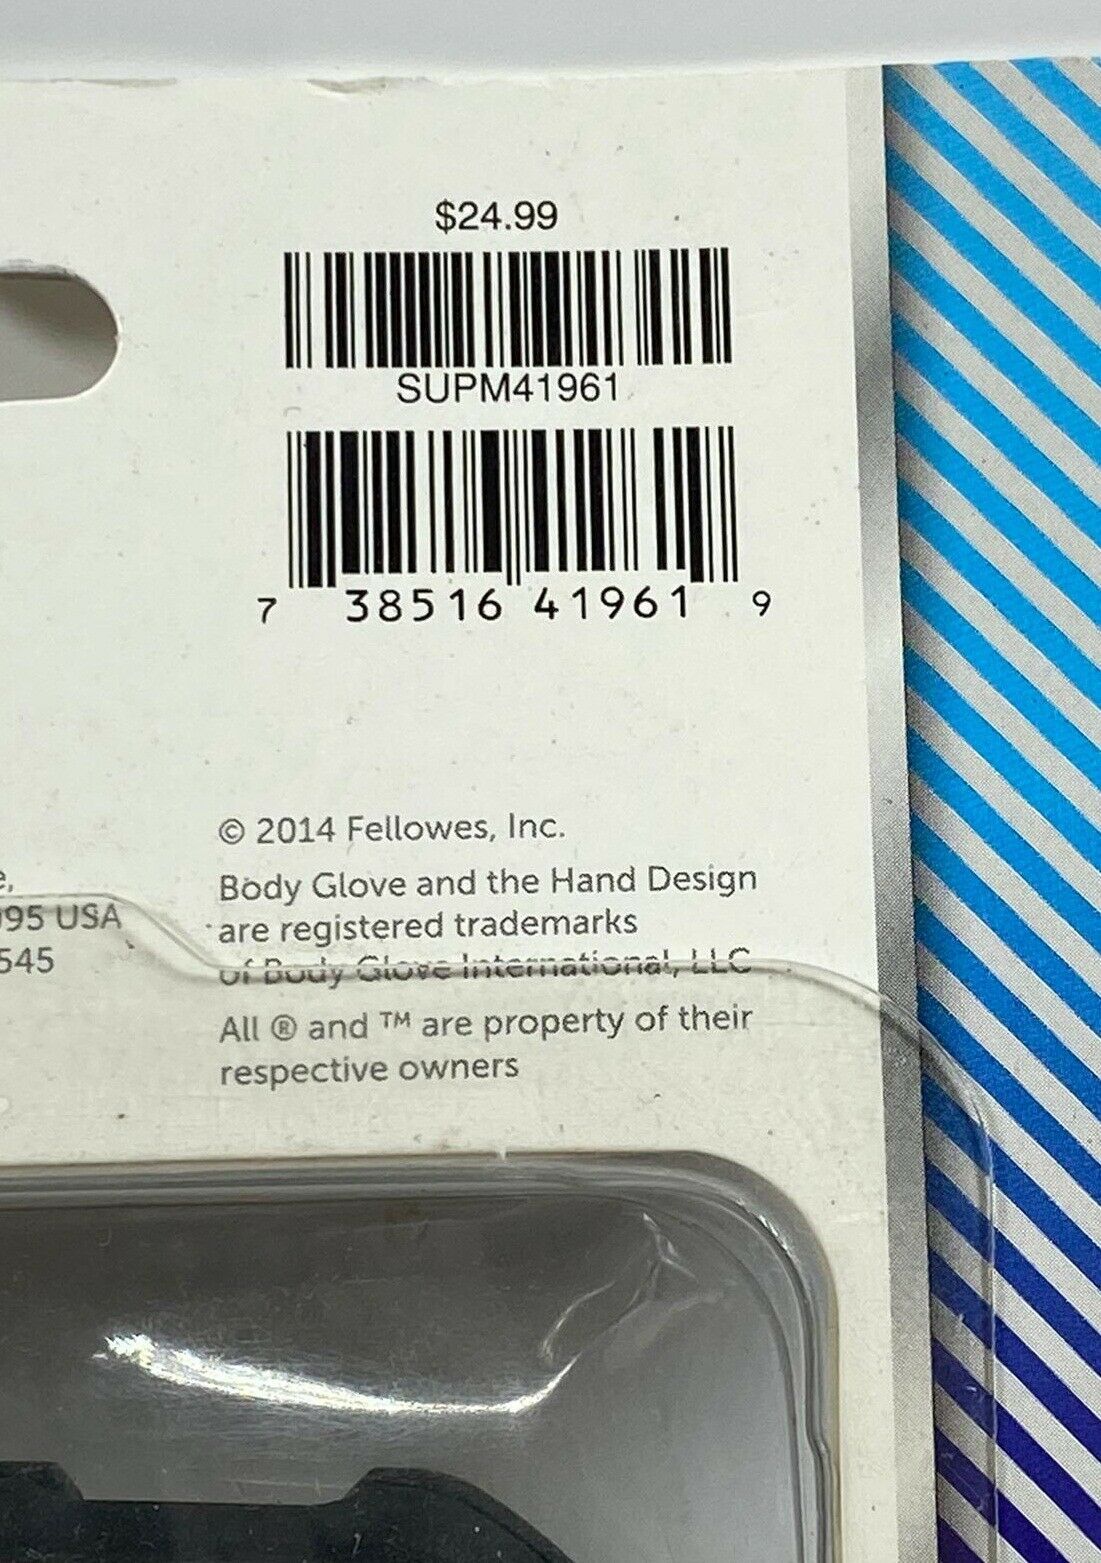 $24.99
SUPM41961
7 38516 41961 9
© 2014 Fellowes, Inc.
Body Glove and the Hand Design
are registered trademarks
of Body Glove International, LLC
All ® and ™ are property of their
respective owners
e,
95 USA
545